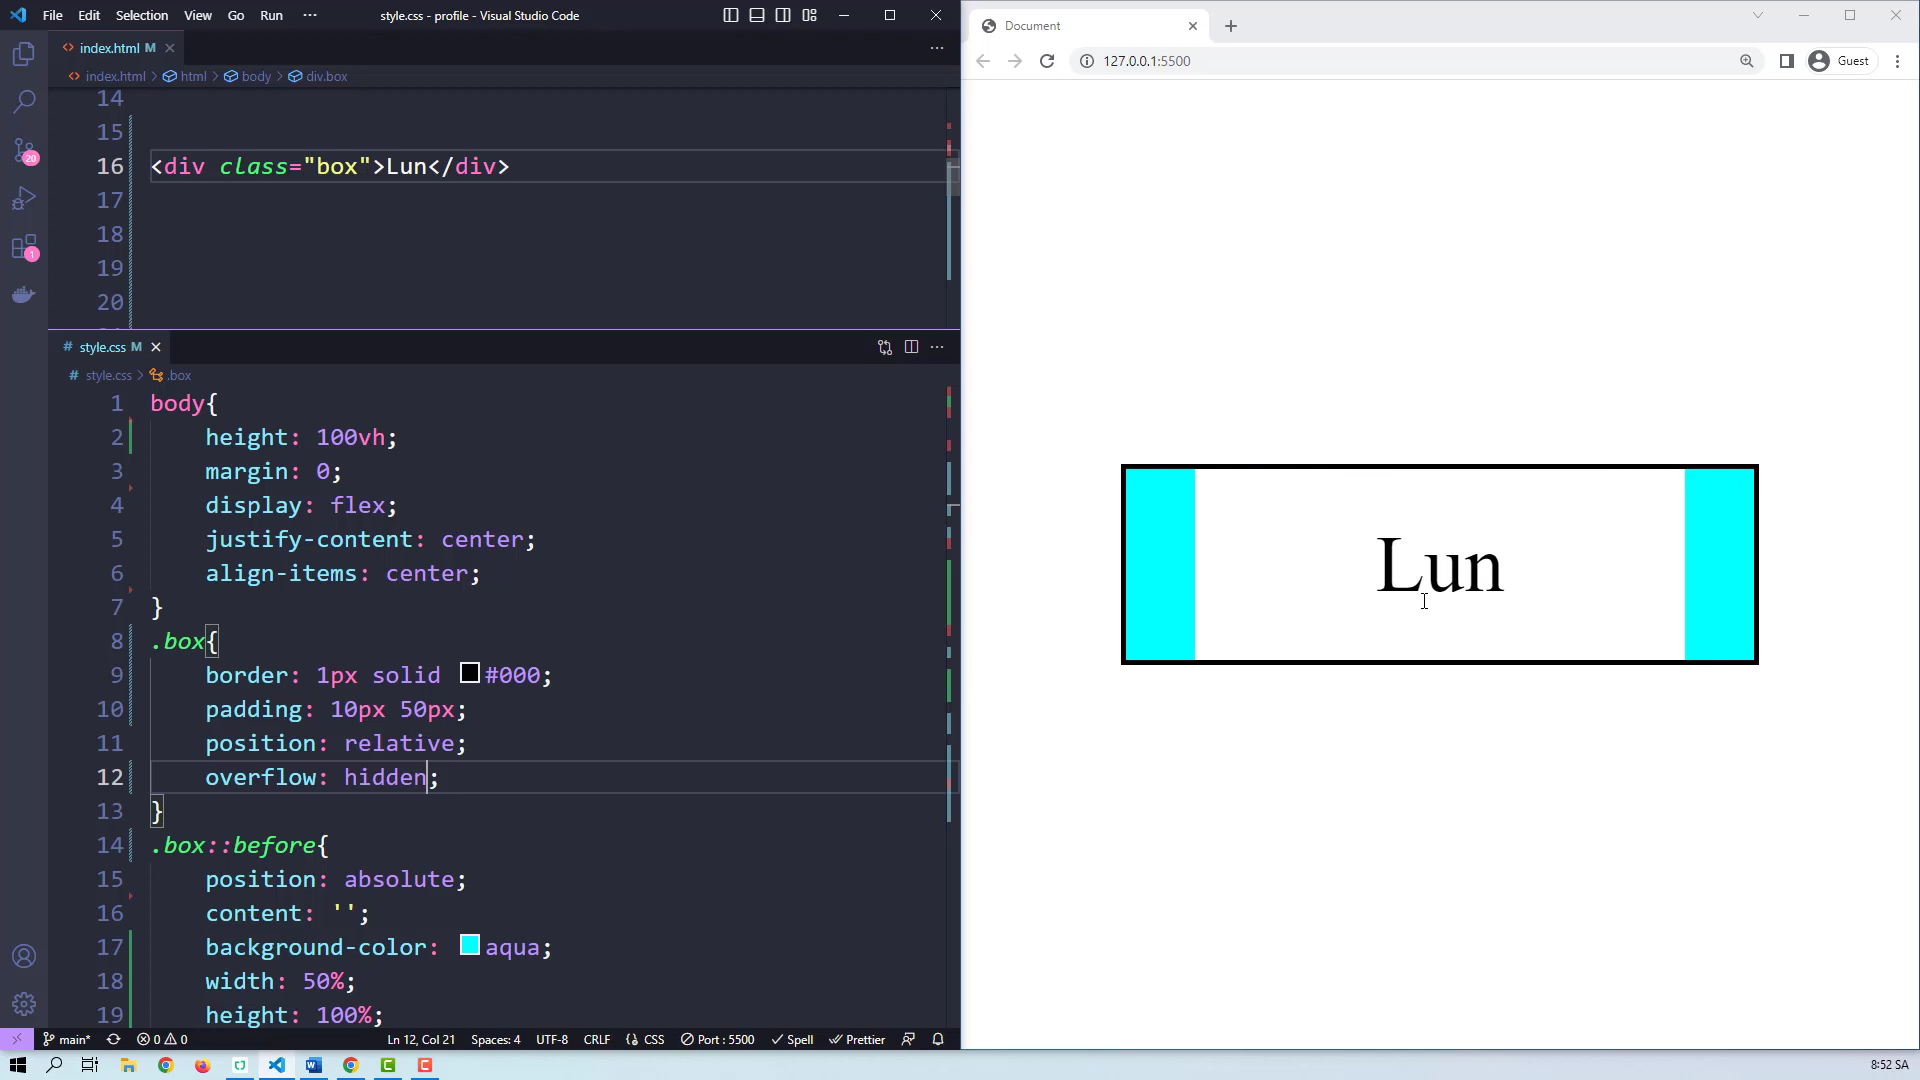 File Edit Selection View Go Run ··· style.css - profile - Visual Studio Code
index.html M
index.html > html > body > div.box
14
15
16 <div class="box">Lun</div>
17
18
19
20
20
1
style.css M
style.css > .box
1 body{
2 height: 100vh;
3 margin: 0;
4 display: flex;
5 justify-content: center;
6 align-items: center;
7 }
8 .box{
9 border: 1px solid #000;
10 padding: 10px 50px;
11 position: relative;
12 overflow: hidden;
13 }
14 .box::before{
15 position: absolute;
16 content: '';
17 background-color: aqua;
18 width: 50%;
19 height: 100%;
main* 0 0 Ln 12, Col 21 Spaces: 4 UTF-8 CRLF CSS Port : 5500 Spell Prettier
Document
127.0.0.1:5500 Guest
Lun
8:52 SA